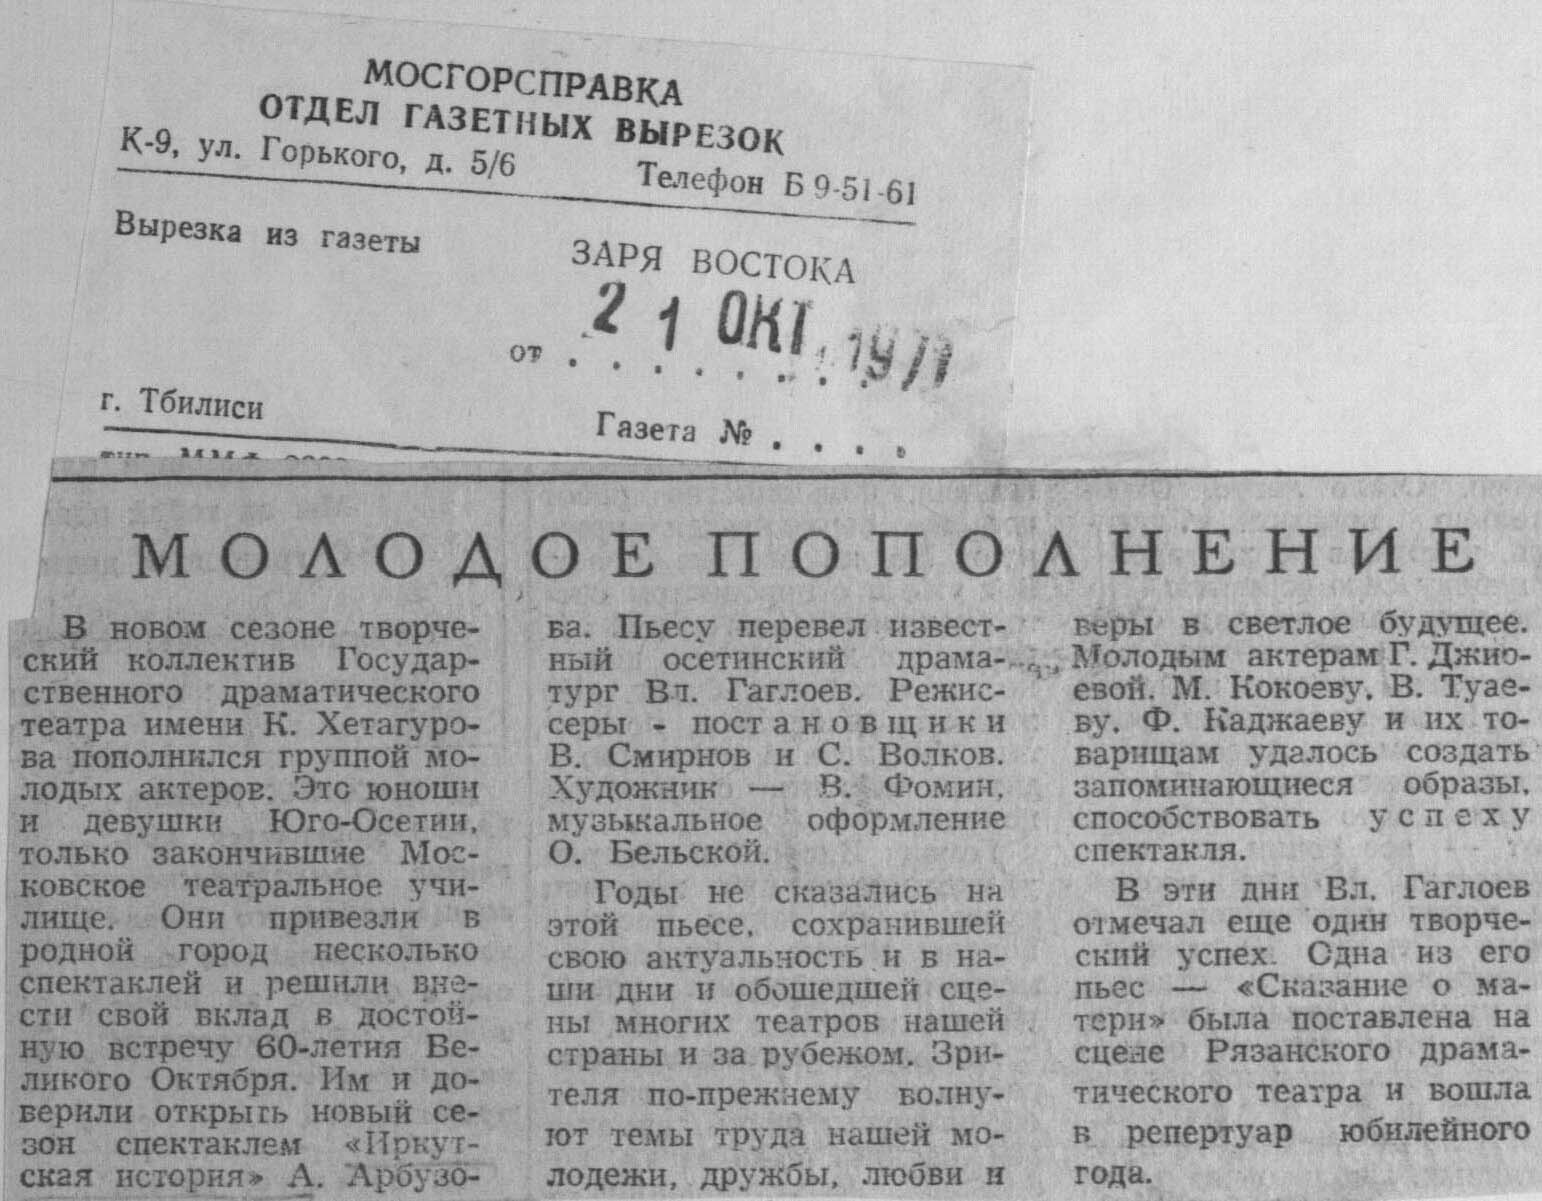 МОСГОРСПРАВКА
ОТДЕЛ ГАЗЕТНЫХ ВЫРЕЗОК
К-9, ул. Горького, д. 5/6 Телефон Б 9-51-61
Вырезка из газеты ЗАРЯ ВОСТОКА
от 21 ОКТ. 1977
г. Тбилиси Газета № . . . .
МОЛОДОЕ ПОПОЛНЕНИЕ
В новом сезоне творче-
ский коллектив Государ-
ственного драматического
театра имени К. Хетагуро-
ва пополнился группой мо-
лодых актеров. Это юноши
и девушки Юго-Осетии,
только закончившие Мос-
ковское театральное учи-
лище. Они привезли в
родной город несколько
спектаклей и решили вне-
сти свой вклад в достой-
ную встречу 60-летия Ве-
ликого Октября. Им и до-
верили открыть новый се-
зон спектаклем «Иркут-
ская история» А. Арбузо-
ва. Пьесу перевел извест-
ный осетинский драма-
тург Вл. Гаглоев. Режис-
серы - постановщики
В. Смирнов и С. Волков.
Художник — В. Фомин,
музыкальное оформление
О. Бельской.
Годы не сказались на
этой пьесе, сохранившей
свою актуальность и в на-
ши дни и обошедшей сце-
ны многих театров нашей
страны и за рубежом. Зри-
теля по-прежнему волну-
ют темы труда нашей мо-
лодежи, дружбы, любви и
веры в светлое будущее.
Молодым актерам Г. Джио-
евой, М. Кокоеву, В. Туае-
ву, Ф. Каджаеву и их то-
варищам удалось создать
запоминающиеся образы,
способствовать успеху
спектакля.
В эти дни Вл. Гаглоев
отмечал еще один творче-
ский успех. Одна из его
пьес — «Сказание о ма-
тери» была поставлена на
сцене Рязанского драма-
тического театра и вошла
в репертуар юбилейного
года.